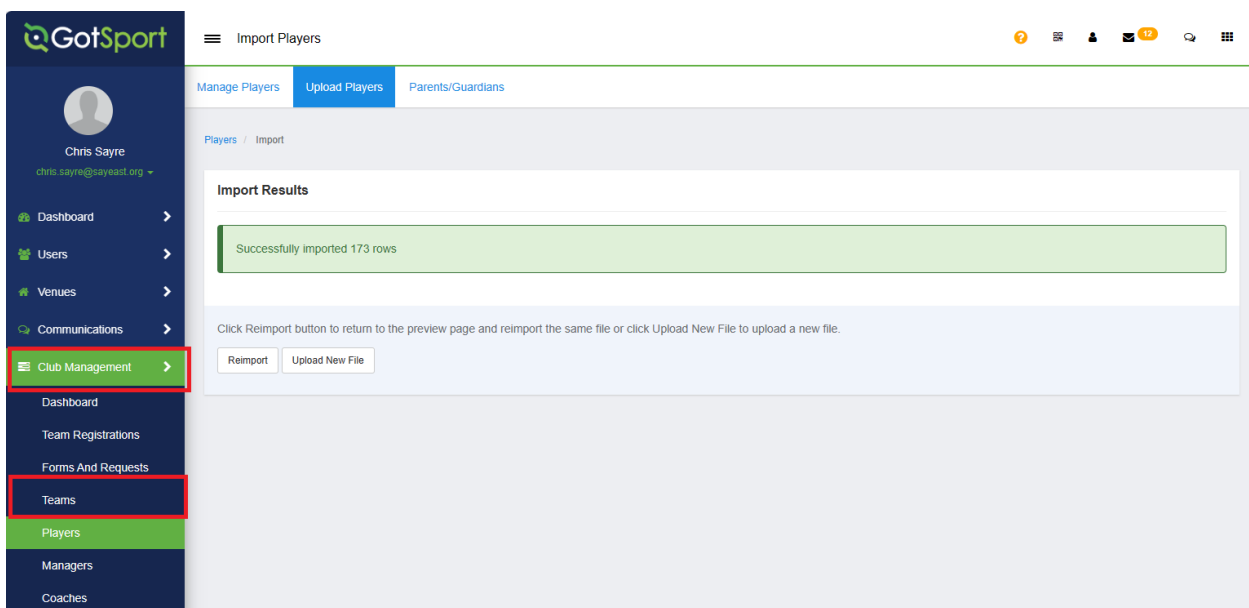 GotSport
Import Players
12
Manage Players
Upload Players
Parents/Guardians
Chris Sayre
chris.sayre@sayeast.org
Players / Import
Import Results
Successfully imported 173 rows
Click Reimport button to return to the preview page and reimport the same file or click Upload New File to upload a new file.
Reimport
Upload New File
Dashboard
Users
Venues
Communications
Club Management
Dashboard
Team Registrations
Forms And Requests
Teams
Players
Managers
Coaches